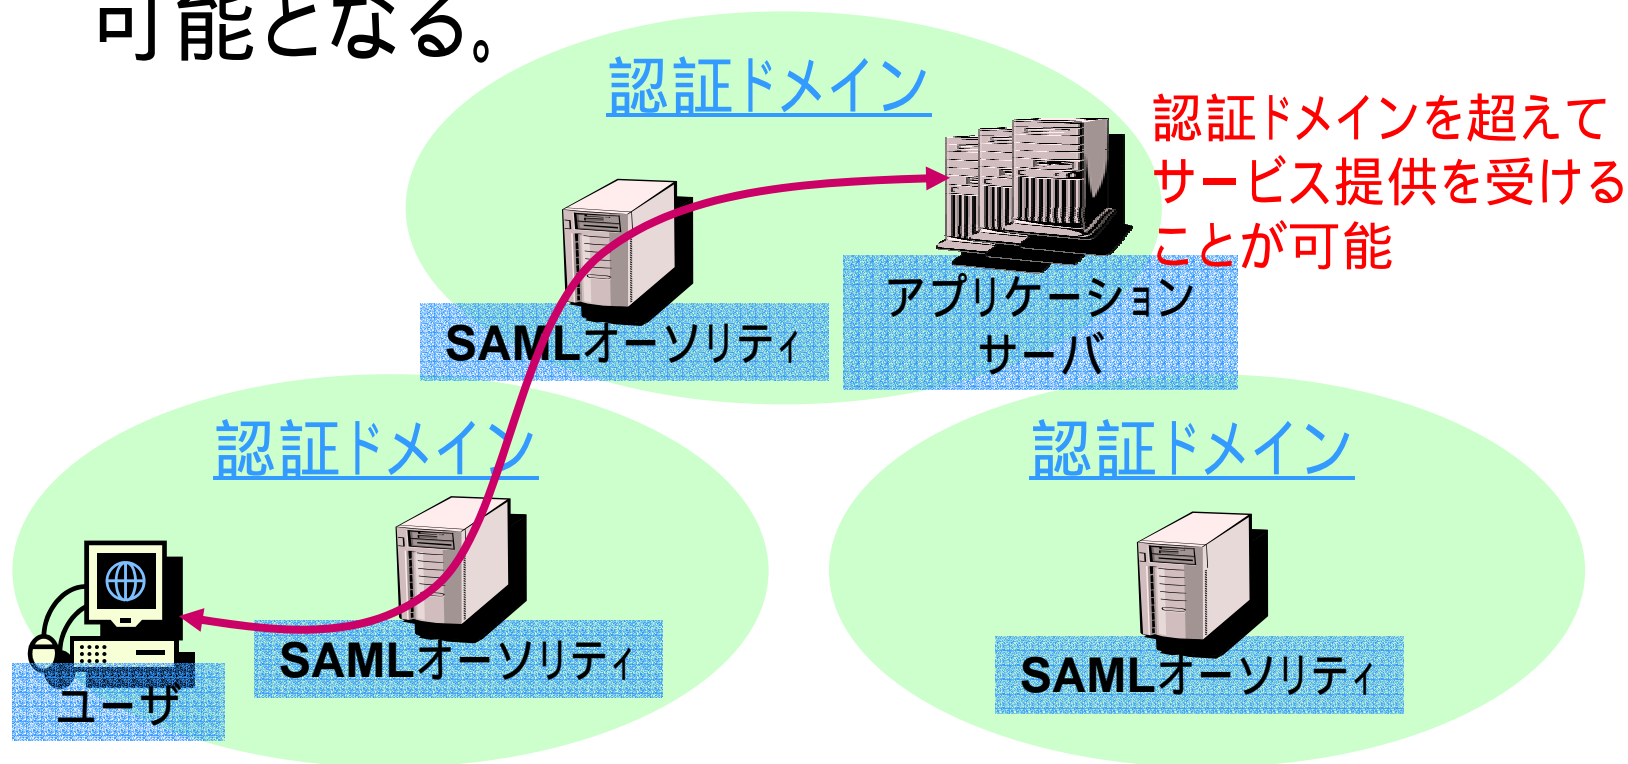 可能となる。
認証ドメイン
認証ドメインを超えて
サービス提供を受ける
ことが可能
SAMLオーソリティ
アプリケーション
サーバ
認証ドメイン
SAMLオーソリティ
ユーザ
認証ドメイン
SAMLオーソリティ